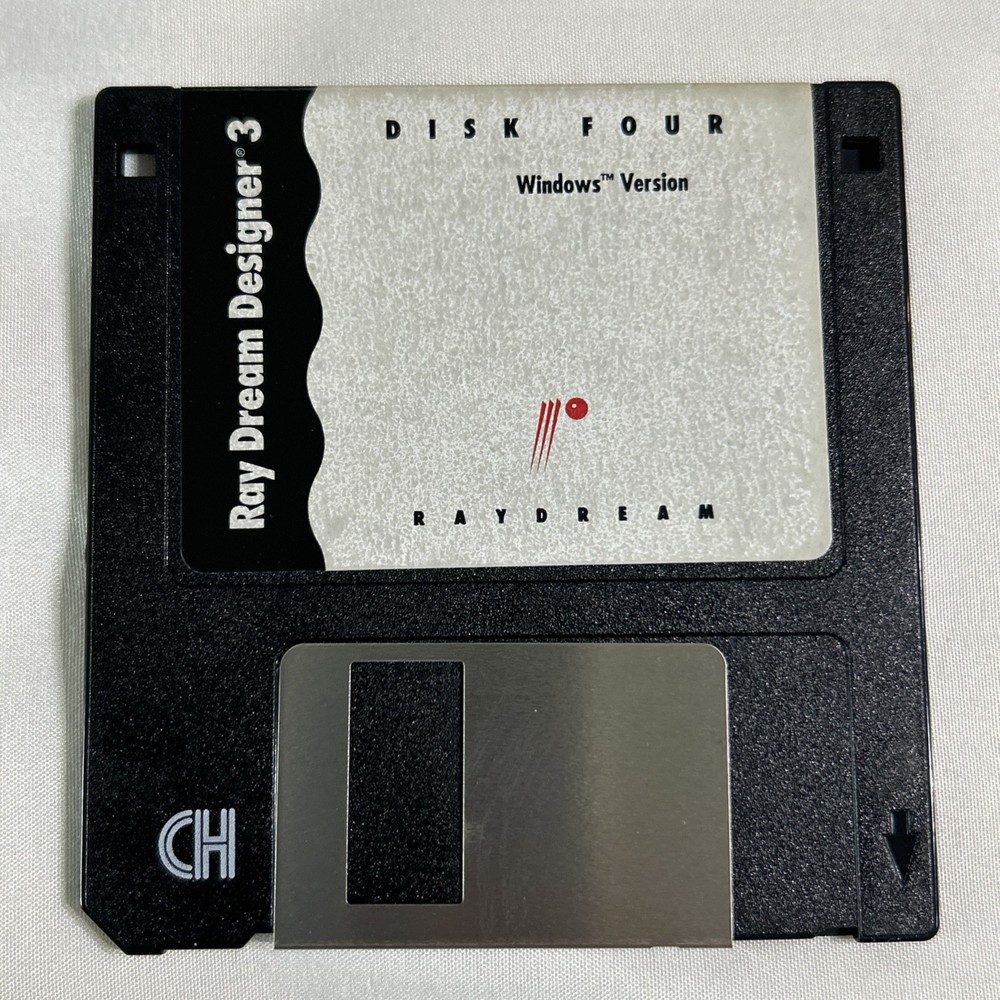 Ray Dream Designer® 3
DISK FOUR
Windows™ Version
RAYDREAM
CH